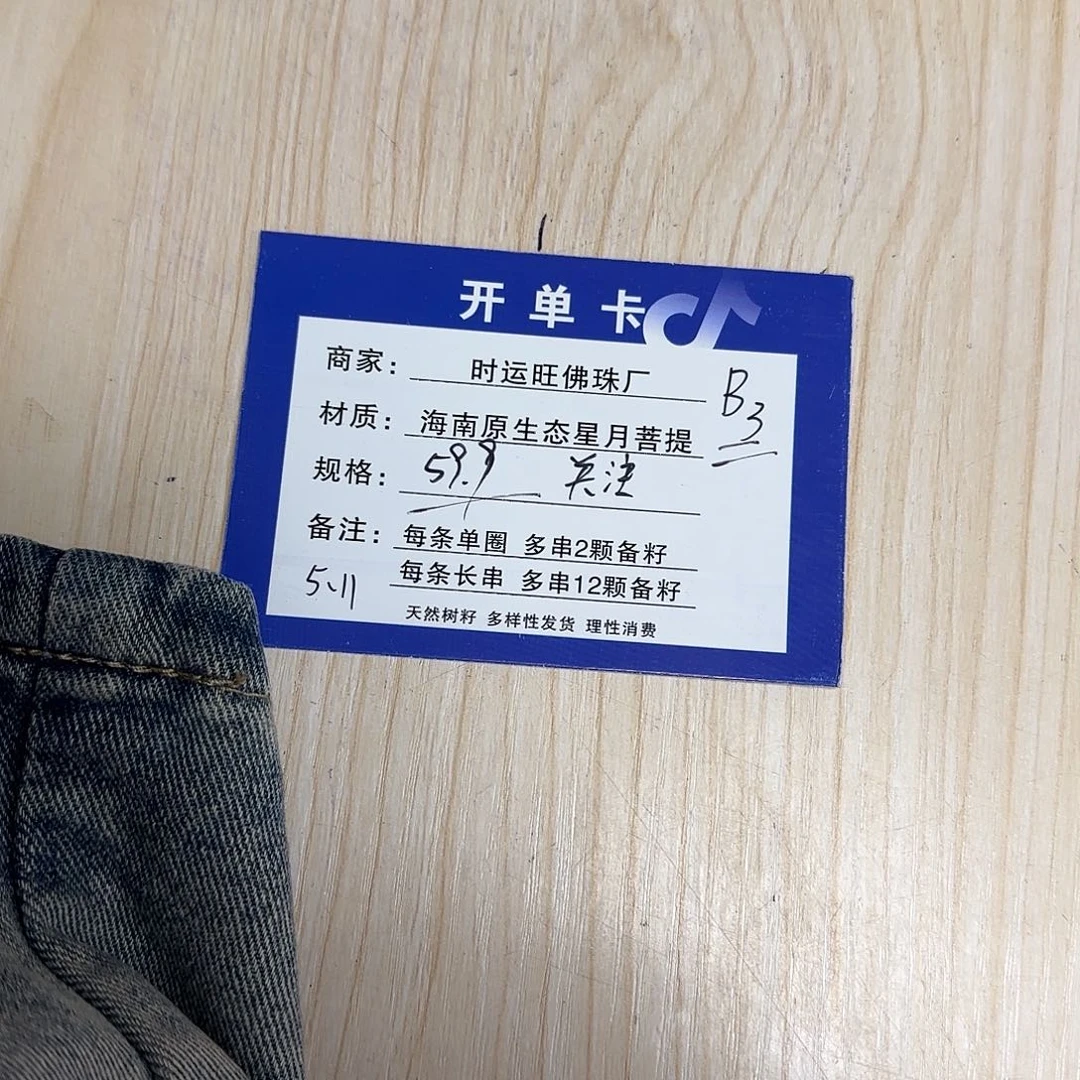 开单卡
商家： 时运旺佛珠厂
B3
材质： 海南原生态星月菩提
规格： 59.9 关注
备注： 每条单圈 多串2颗备籽
每条长串 多串12颗备籽
5、11
天然树籽 多样性发货 理性消费